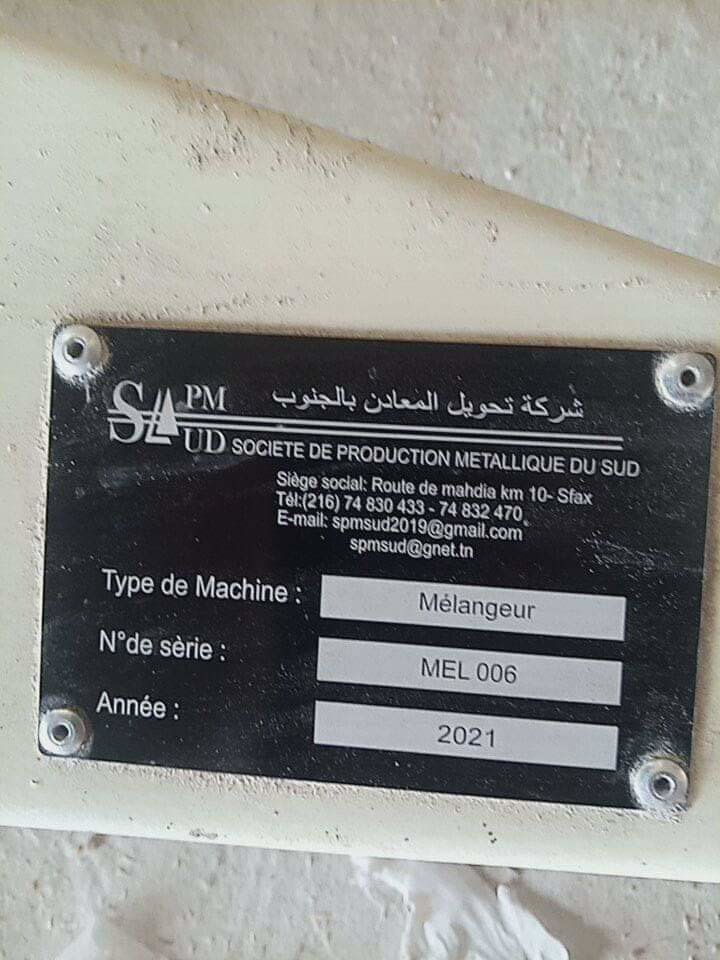 SPM SUD
شركة تحويل المعادن بالجنوب
SOCIETE DE PRODUCTION METALLIQUE DU SUD
Siège social: Route de mahdia km 10- Sfax
Tél:(216) 74 830 433 - 74 832 470
E-mail: spmsud2019@gmail.com
spmsud@gnet.tn
Type de Machine : Mélangeur
N°de sèrie : MEL 006
Année : 2021